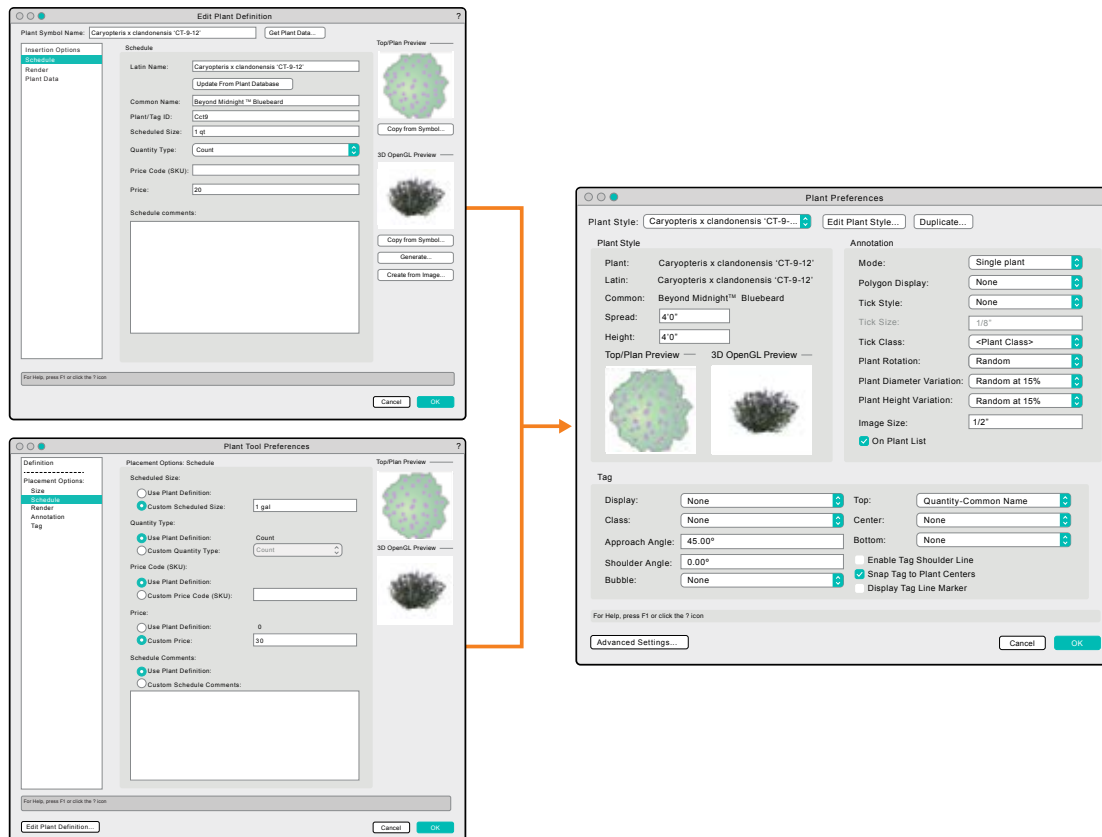 Edit Plant Definition ?
Plant Symbol Name: Caryopteris x clandonensis ‘CT-9-12’ Get Plant Data...
Insertion Options
Schedule
Render
Plant Data
Schedule
Latin Name: Caryopteris x clandonensis ‘CT-9-12’
Update From Plant Database
Common Name: Beyond Midnight ™ Bluebeard
Plant/Tag ID: Cct9
Scheduled Size: 1 qt
Quantity Type: Count
Price Code (SKU):
Price: 20
Schedule comments:
Top/Plan Preview
Copy from Symbol...
3D OpenGL Preview
Copy from Symbol...
Generate...
Create from Image...
For Help, press F1 or click the ? icon
Cancel OK
Plant Tool Preferences ?
Definition
Placement Options:
Size
Schedule
Render
Annotation
Tag
Placement Options: Schedule
Scheduled Size:
Use Plant Definition:
Custom Scheduled Size: 1 gal
Quantity Type:
Use Plant Definition: Count
Custom Quantity Type: Count
Price Code (SKU):
Use Plant Definition:
Custom Price Code (SKU):
Price:
Use Plant Definition: 0
Custom Price: 30
Schedule Comments:
Use Plant Definition:
Custom Schedule Comments:
Top/Plan Preview
3D OpenGL Preview
For Help, press F1 or click the ? icon
Edit Plant Definition... Cancel OK
Plant Preferences
Plant Style: Caryopteris x clandonensis ‘CT-9-... Edit Plant Style... Duplicate...
Plant Style
Plant: Caryopteris x clandonensis ‘CT-9-12’
Latin: Caryopteris x clandonensis ‘CT-9-12’
Common: Beyond Midnight™ Bluebeard
Spread: 4’0”
Height: 4’0”
Top/Plan Preview 3D OpenGL Preview
Annotation
Mode: Single plant
Polygon Display: None
Tick Style: None
Tick Size: 1/8”
Tick Class: <Plant Class>
Plant Rotation: Random
Plant Diameter Variation: Random at 15%
Plant Height Variation: Random at 15%
Image Size: 1/2”
On Plant List
Tag
Display: None
Class: None
Approach Angle: 45.00º
Shoulder Angle: 0.00º
Bubble: None
Top: Quantity-Common Name
Center: None
Bottom: None
Enable Tag Shoulder Line
Snap Tag to Plant Centers
Display Tag Line Marker
For Help, press F1 or click the ? icon
Advanced Settings... Cancel OK